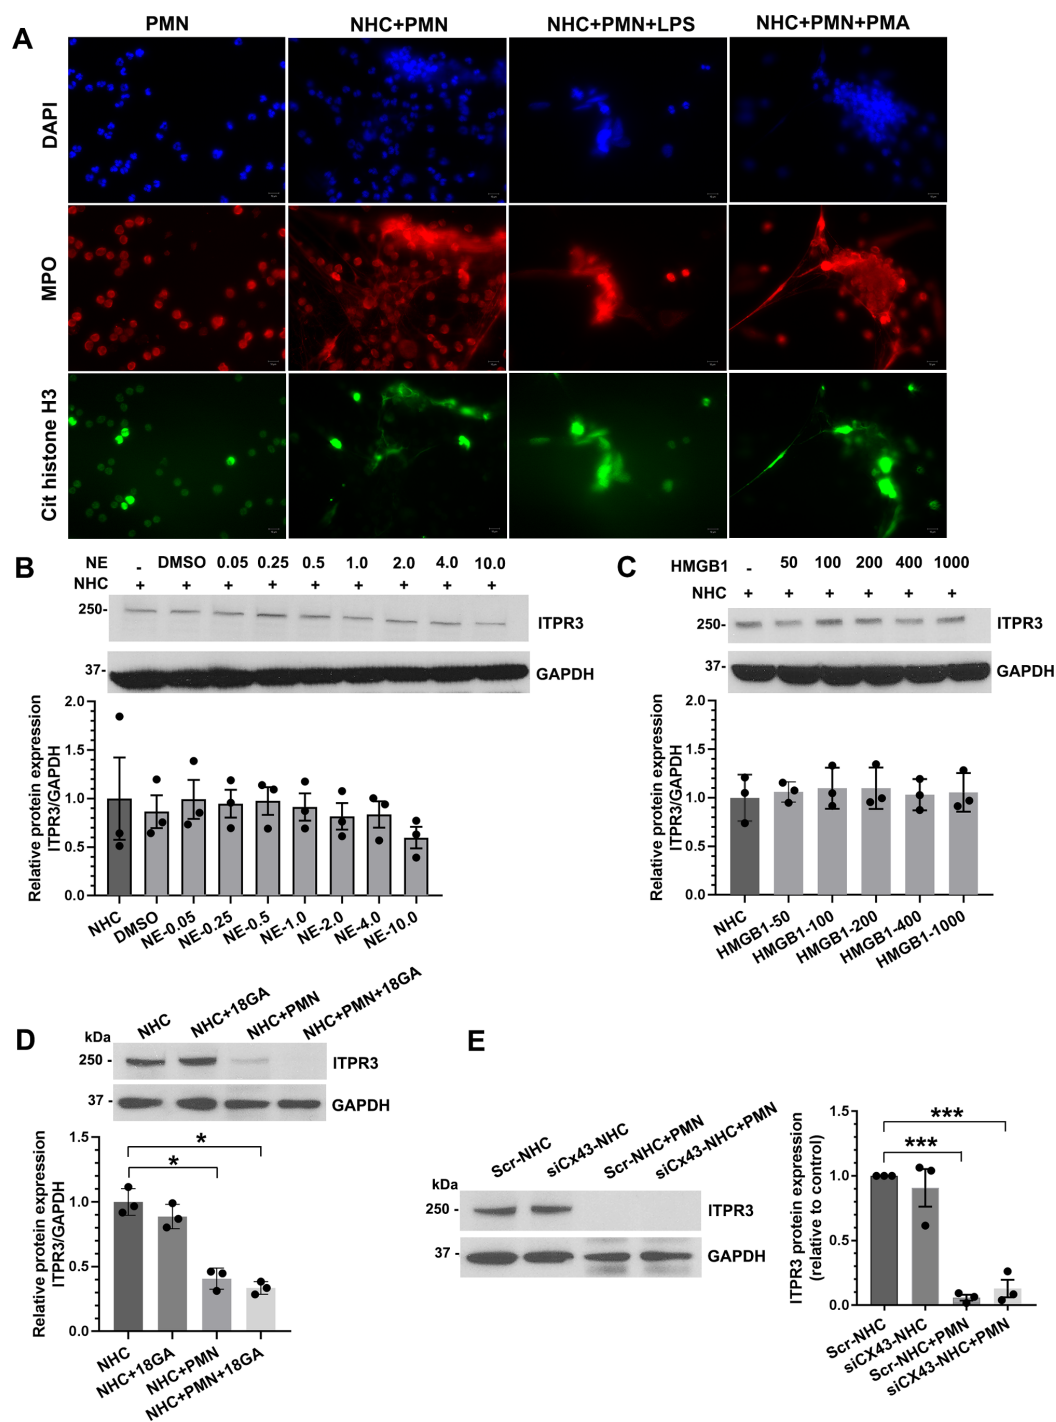 A
PMN
NHC+PMN
NHC+PMN+LPS
NHC+PMN+PMA
DAPI
MPO
Cit histone H3
B
NE - DMSO 0.05 0.25 0.5 1.0 2.0 4.0 10.0
NHC + + + + + + + + +
250- ITPR3
37- GAPDH
Relative protein expression
ITPR3/GAPDH
2.0
1.5
1.0
0.5
0.0
NHC
DMSO
NE-0.05
NE-0.25
NE-0.5
NE-1.0
NE-2.0
NE-4.0
NE-10.0
C
HMGB1 - 50 100 200 400 1000
NHC + + + + + +
250- ITPR3
37- GAPDH
Relative protein expression
ITPR3/GAPDH
2.0
1.5
1.0
0.5
0.0
NHC
HMGB1-50
HMGB1-100
HMGB1-200
HMGB1-400
HMGB1-1000
D
NHC
NHC+18GA
NHC+PMN
NHC+PMN+18GA
kDa
250 - ITPR3
37 - GAPDH
Relative protein expression
ITPR3/GAPDH
1.5
1.0
0.5
0.0
*
*
NHC
NHC+18GA
NHC+PMN
NHC+PMN+18GA
E
Scr-NHC
siCx43-NHC
Scr-NHC+PMN
siCx43-NHC+PMN
kDa
250 - ITPR3
37 - GAPDH
ITPR3 protein expression
(relative to control)
1.5
1.0
0.5
0.0
***
***
Scr-NHC
siCX43-NHC
Scr-NHC+PMN
siCX43-NHC+PMN